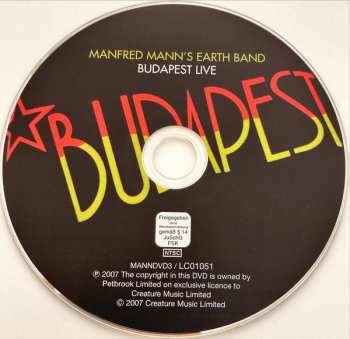 MANFRED MANN'S EARTH BAND
BUDAPEST LIVE
BUDAPEST
Freigegeben
gemäß § 14
JuSchG
FSK
NTSC
MANNDVD3 / LC01051
℗ 2007 The copyright in this DVD is owned by
Petbrook Limited on exclusive licence to
Creature Music Limited
© 2007 Creature Music Limited